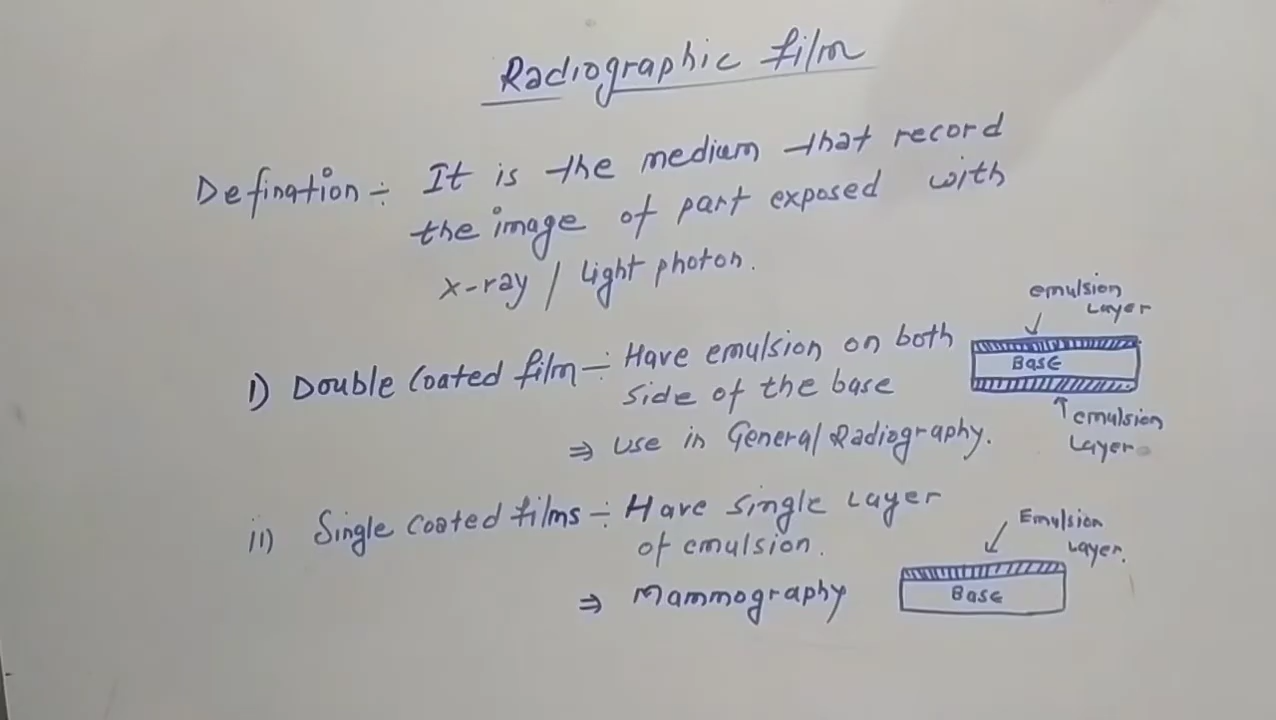 Radiographic film
Defination ÷ It is the medium that record
the image of part exposed with
x-ray / light photon.
i) Double Coated film ÷ Have emulsion on both
side of the base
⇒ Use in General Radiography.
emulsion
Layer
Base
emulsion
Layer
ii) Single coated films ÷ Have Single Layer
of emulsion.
⇒ Mammography
Emulsion
Layer.
Base